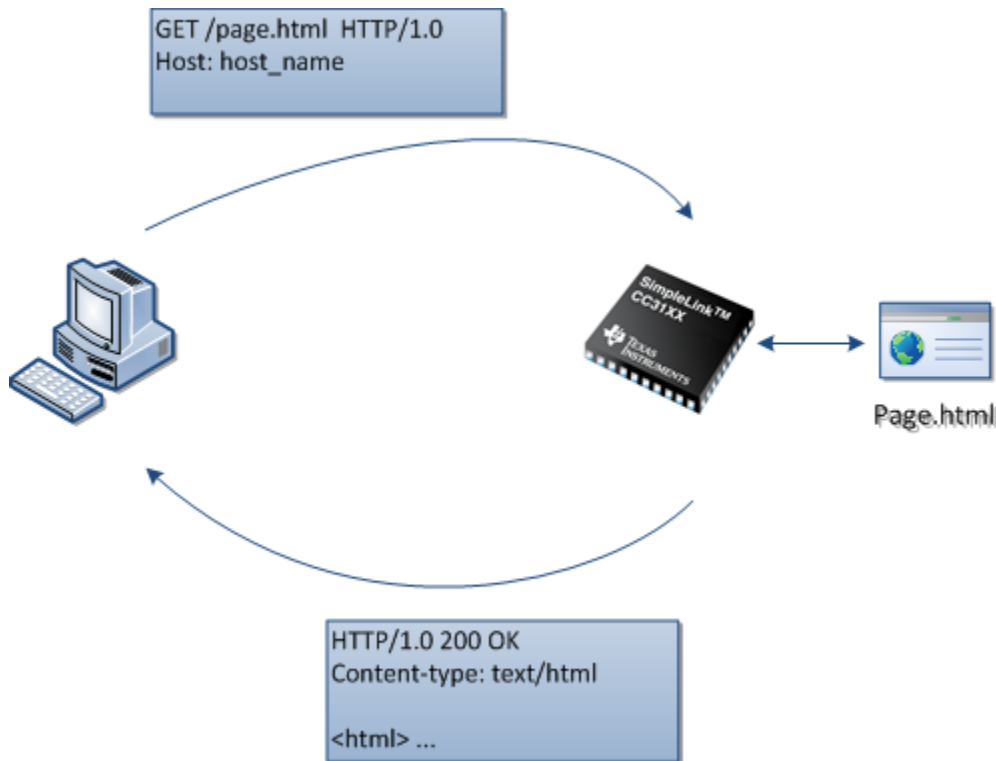 GET /page.html HTTP/1.0
Host: host_name
SimpleLink™
CC31XX
TEXAS
INSTRUMENTS
Page.html
HTTP/1.0 200 OK
Content-type: text/html
<html> ...